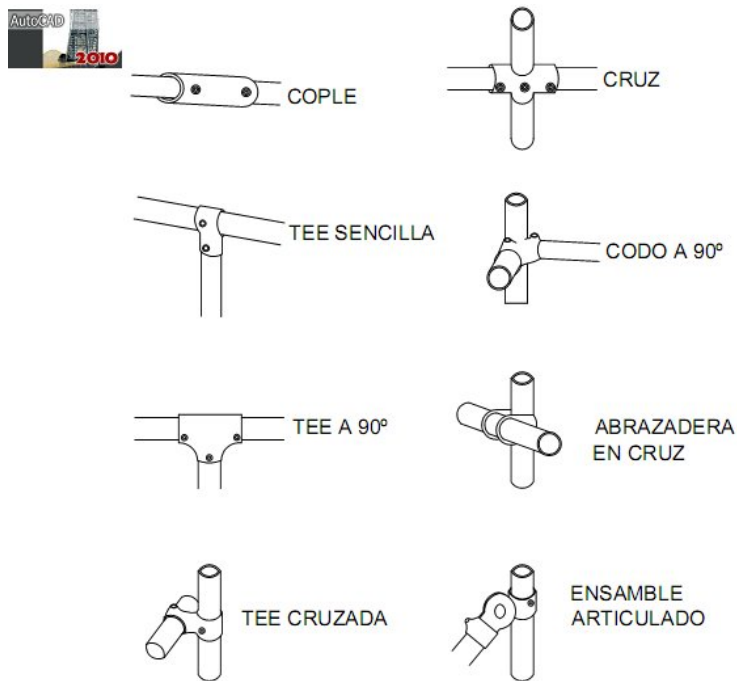 AutoCAD
2010
COPLE
CRUZ
TEE SENCILLA
CODO A 90º
TEE A 90º
ABRAZADERA
EN CRUZ
TEE CRUZADA
ENSAMBLE
ARTICULADO